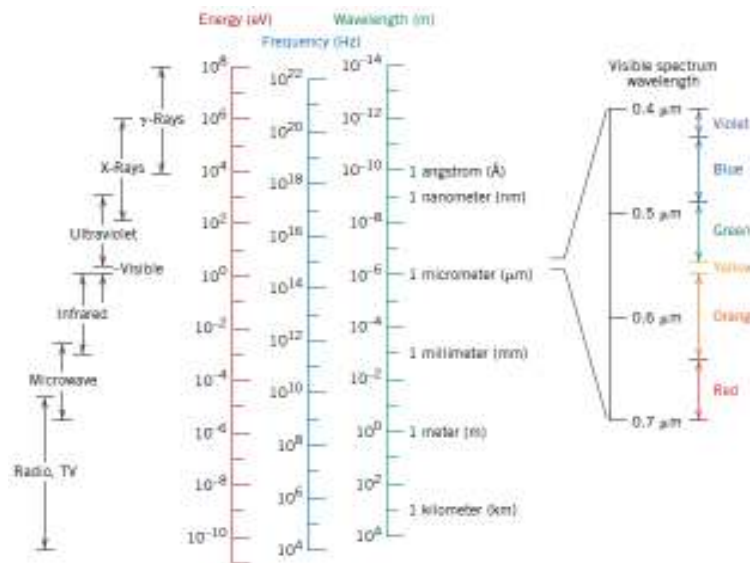 Energy (eV)
Wavelength (m)
Frequency (Hz)
10⁸
10⁶
10⁴
10²
10⁰
10⁻²
10⁻⁴
10⁻⁶
10⁻⁸
10⁻¹⁰
10²²
10²⁰
10¹⁸
10¹⁶
10¹⁴
10¹²
10¹⁰
10⁸
10⁶
10⁴
10⁻¹⁴
10⁻¹²
10⁻¹⁰
10⁻⁸
10⁻⁶
10⁻⁴
10⁻²
10⁰
10²
10⁴
γ-Rays
X-Rays
Ultraviolet
Visible
Infrared
Microwave
Radio, TV
1 angstrom (Å)
1 nanometer (nm)
1 micrometer (μm)
1 millimeter (mm)
1 meter (m)
1 kilometer (km)
Visible spectrum
wavelength
0.4 μm
0.5 μm
0.6 μm
0.7 μm
Violet
Blue
Green
Yellow
Orang
Red